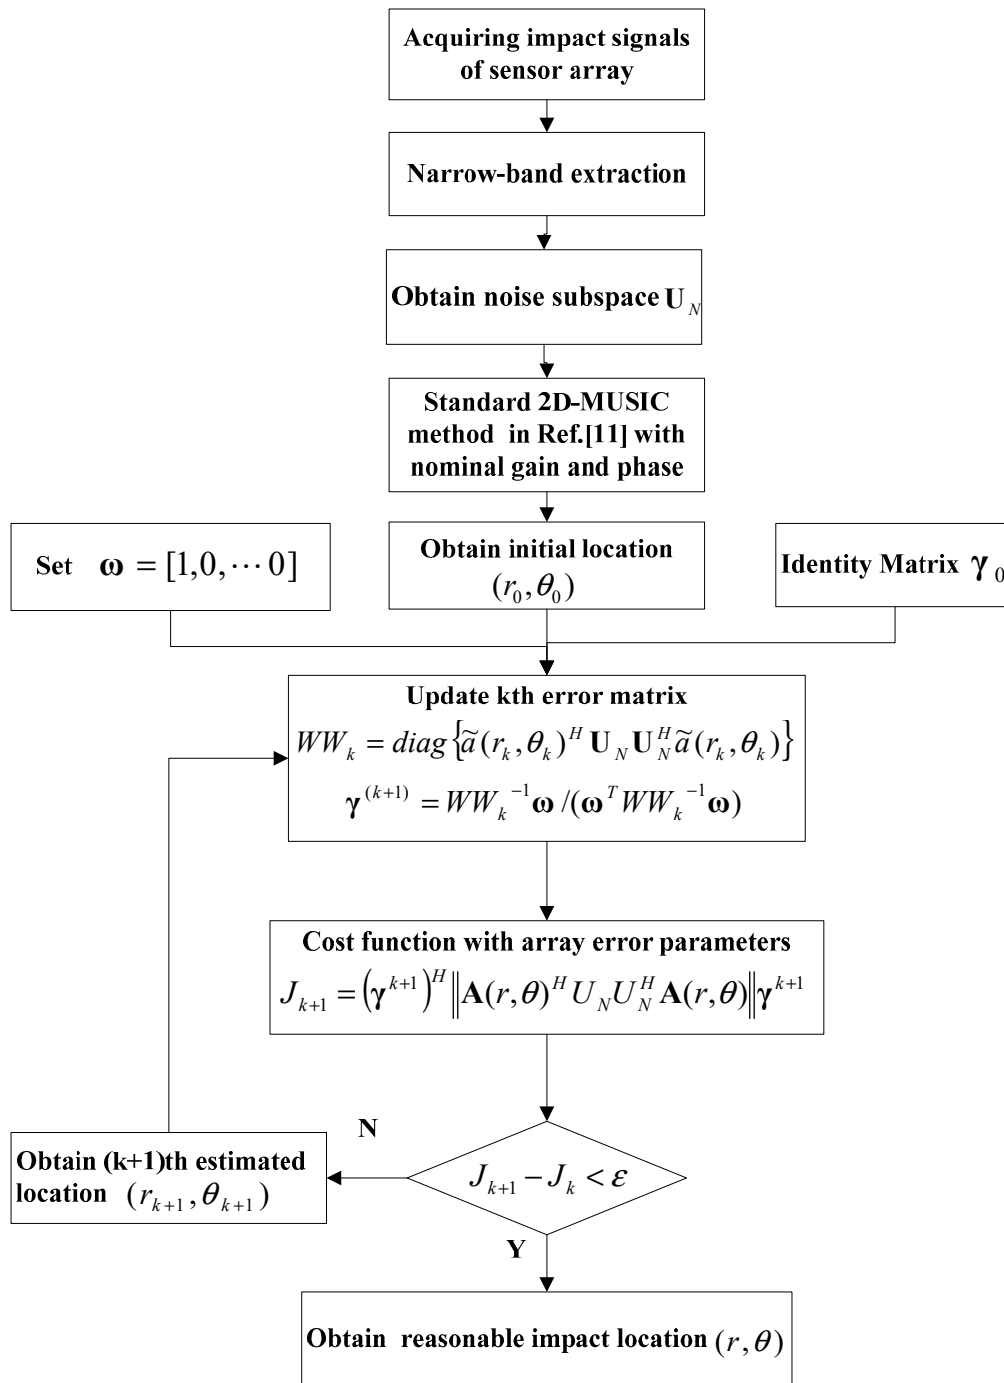 Acquiring impact signals
of sensor array
Narrow-band extraction
Obtain noise subspace U_N
Standard 2D-MUSIC
method in Ref.[11] with
nominal gain and phase
Set ω = [1,0,⋯0]
Obtain initial location
(r_0, θ_0)
Identity Matrix γ_0
Update kth error matrix
WW_k = diag{ã(r_k, θ_k)^H U_N U_N^H ã(r_k, θ_k)}
γ^(k+1) = WW_k^-1 ω /(ω^T WW_k^-1 ω)
Cost function with array error parameters
J_k+1 = (γ^k+1)^H ‖A(r, θ)^H U_N U_N^H A(r, θ)‖ γ^k+1
N
Obtain (k+1)th estimated
location (r_k+1, θ_k+1)
J_k+1 − J_k < ε
Y
Obtain reasonable impact location (r, θ)